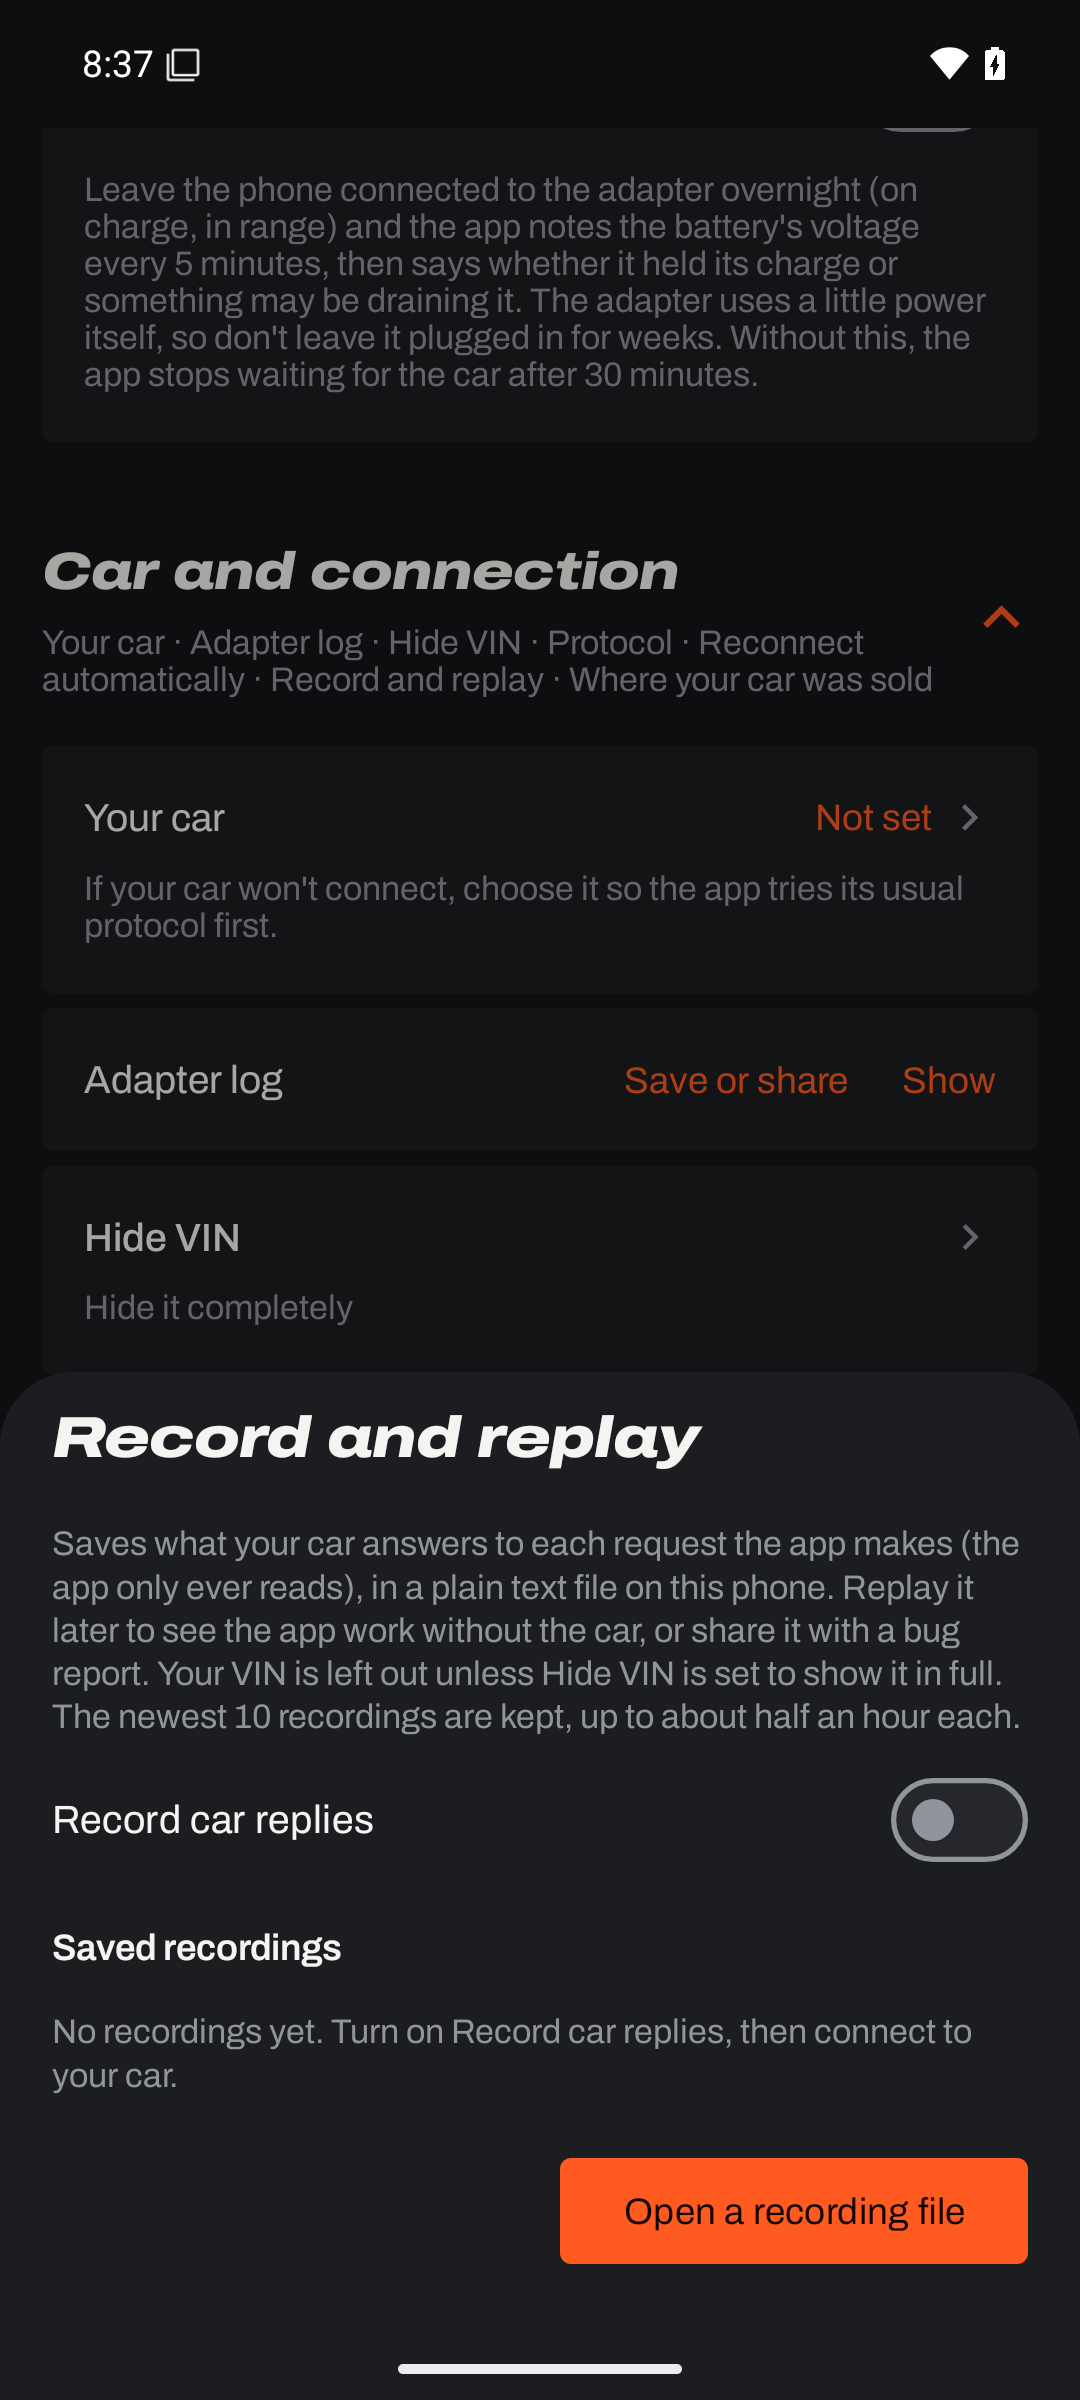 8:37
Leave the phone connected to the adapter overnight (on
charge, in range) and the app notes the battery's voltage
every 5 minutes, then says whether it held its charge or
something may be draining it. The adapter uses a little power
itself, so don't leave it plugged in for weeks. Without this, the
app stops waiting for the car after 30 minutes.
Car and connection
Your car · Adapter log · Hide VIN · Protocol · Reconnect
automatically · Record and replay · Where your car was sold
Your car Not set
If your car won't connect, choose it so the app tries its usual
protocol first.
Adapter log Save or share Show
Hide VIN
Hide it completely
Record and replay
Saves what your car answers to each request the app makes (the
app only ever reads), in a plain text file on this phone. Replay it
later to see the app work without the car, or share it with a bug
report. Your VIN is left out unless Hide VIN is set to show it in full.
The newest 10 recordings are kept, up to about half an hour each.
Record car replies
Saved recordings
No recordings yet. Turn on Record car replies, then connect to
your car.
Open a recording file